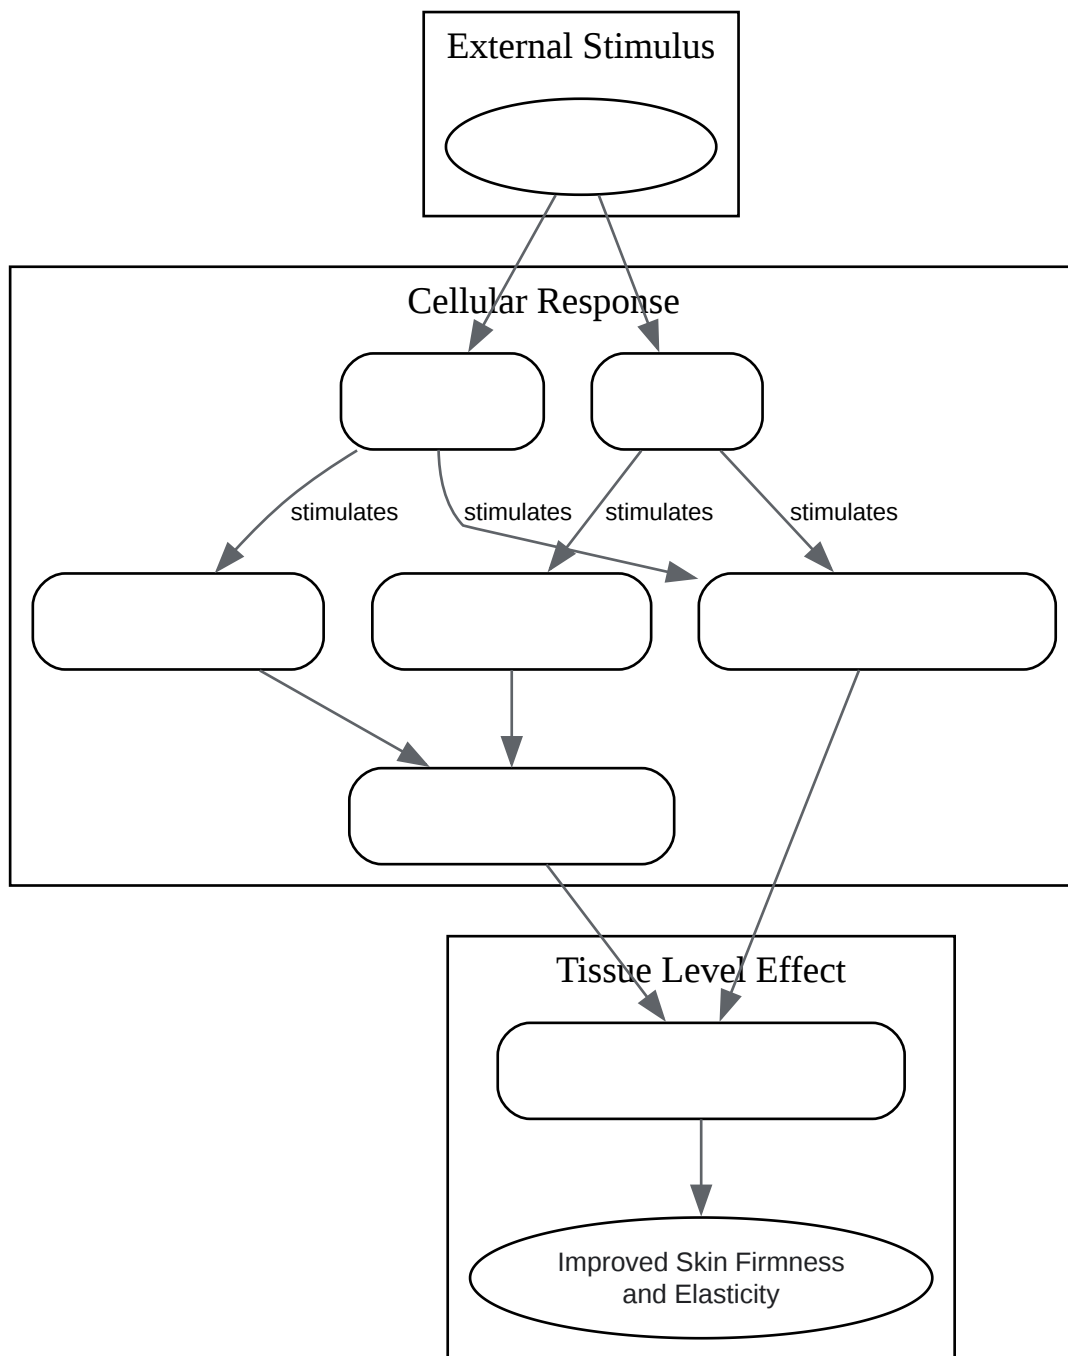 External Stimulus
Cellular Response
stimulates
stimulates
stimulates
stimulates
Tissue Level Effect
Improved Skin Firmness
and Elasticity